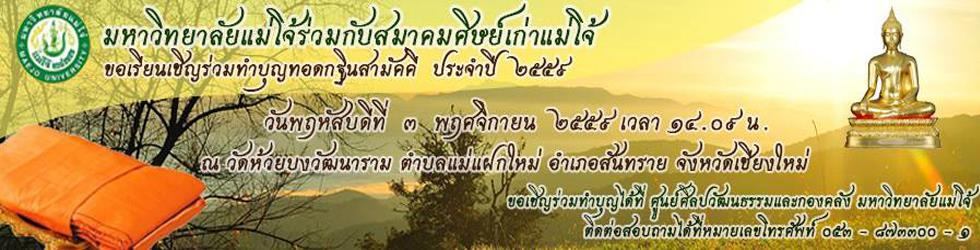 MAEJO UNIVERSITY
มหาวิทยาลัยแม่โจ้ร่วมกับสมาคมศิษย์เก่าแม่โจ้
ขอเรียนเชิญร่วมทำบุญทอดกฐินสามัคคี ประจำปี ๒๕๕๙
วันพฤหัสบดีที่ ๓ พฤศจิกายน ๒๕๕๙ เวลา ๑๔.๐๙ น.
ณ วัดห้วยบงวัฒนาราม ตำบลแม่แฝกใหม่ อำเภอสันทราย จังหวัดเชียงใหม่
ขอเชิญร่วมทำบุญได้ที่ ศูนย์ศิลปวัฒนธรรมและกองคลัง มหาวิทยาลัยแม่โจ้
ติดต่อสอบถามได้ที่หมายเลขโทรศัพท์ ๐๕๓ - ๘๗๓๓๐๐ - ๑